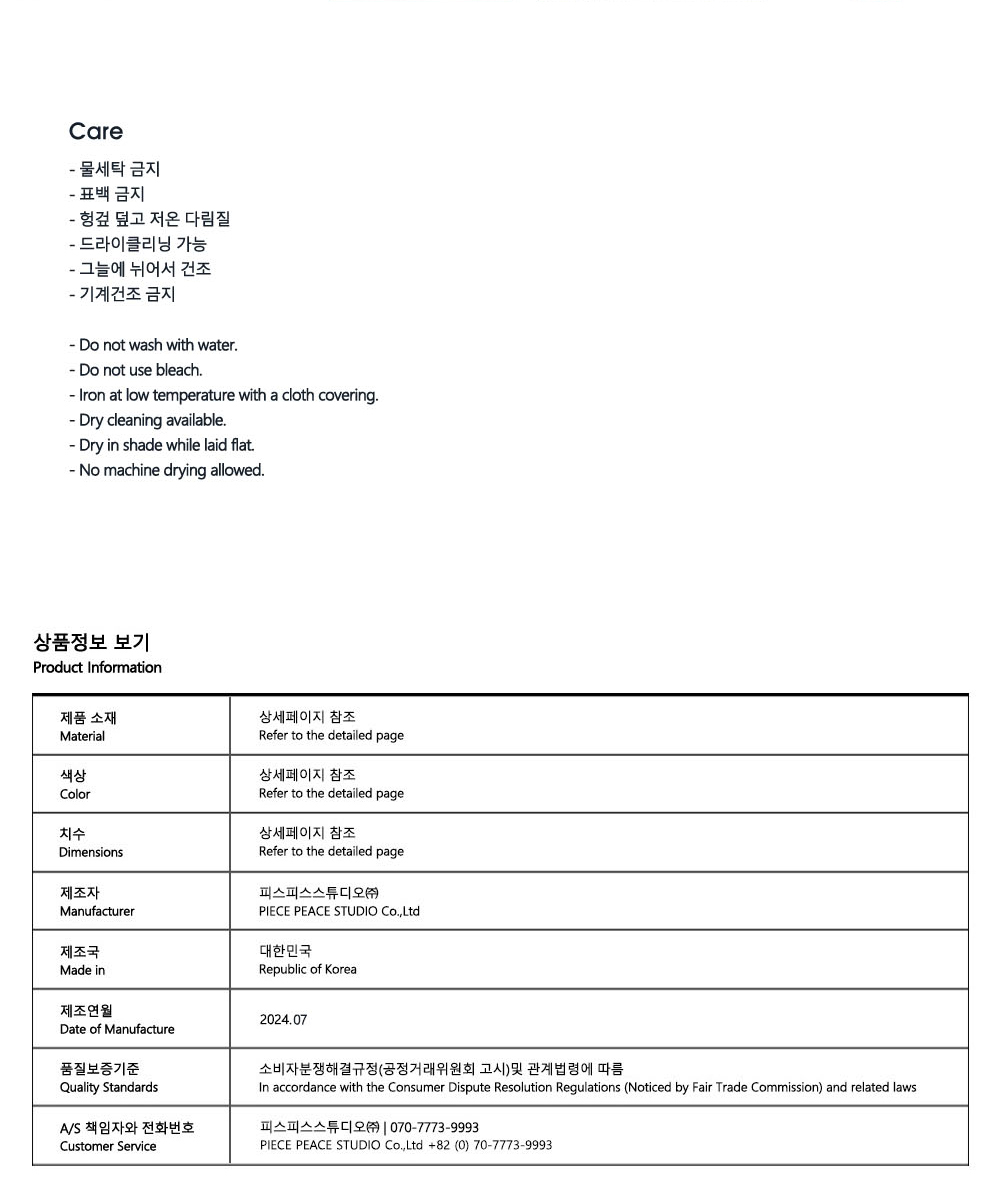 Care
- 물세탁 금지
- 표백 금지
- 헝겊 덮고 저온 다림질
- 드라이클리닝 가능
- 그늘에 뉘어서 건조
- 기계건조 금지
- Do not wash with water.
- Do not use bleach.
- Iron at low temperature with a cloth covering.
- Dry cleaning available.
- Dry in shade while laid flat.
- No machine drying allowed.
상품정보 보기
Product Information
제품 소재
Material
상세페이지 참조
Refer to the detailed page
색상
Color
상세페이지 참조
Refer to the detailed page
치수
Dimensions
상세페이지 참조
Refer to the detailed page
제조자
Manufacturer
피스피스스튜디오㈜
PIECE PEACE STUDIO Co.,Ltd
제조국
Made in
대한민국
Republic of Korea
제조연월
Date of Manufacture
2024.07
품질보증기준
Quality Standards
소비자분쟁해결규정(공정거래위원회 고시)및 관계법령에 따름
In accordance with the Consumer Dispute Resolution Regulations (Noticed by Fair Trade Commission) and related laws
A/S 책임자와 전화번호
Customer Service
피스피스스튜디오㈜ | 070-7773-9993
PIECE PEACE STUDIO Co.,Ltd +82 (0) 70-7773-9993